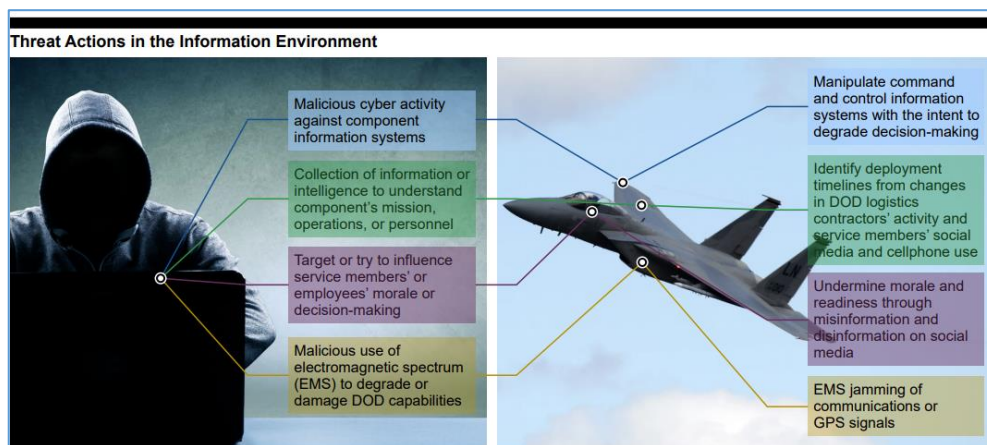 Threat Actions in the Information Environment
Malicious cyber activity
against component
information systems
Collection of information or
intelligence to understand
component's mission,
operations, or personnel
Target or try to influence
service members' or
employees' morale or
decision-making
Malicious use of
electromagnetic spectrum
(EMS) to degrade or
damage DOD capabilities
Manipulate command
and control information
systems with the intent to
degrade decision-making
Identify deployment
timelines from changes
in DOD logistics
contractors' activity and
service members' social
media and cellphone use
Undermine morale and
readiness through
misinformation and
disinformation on social
media
EMS jamming of
communications or
GPS signals
LN